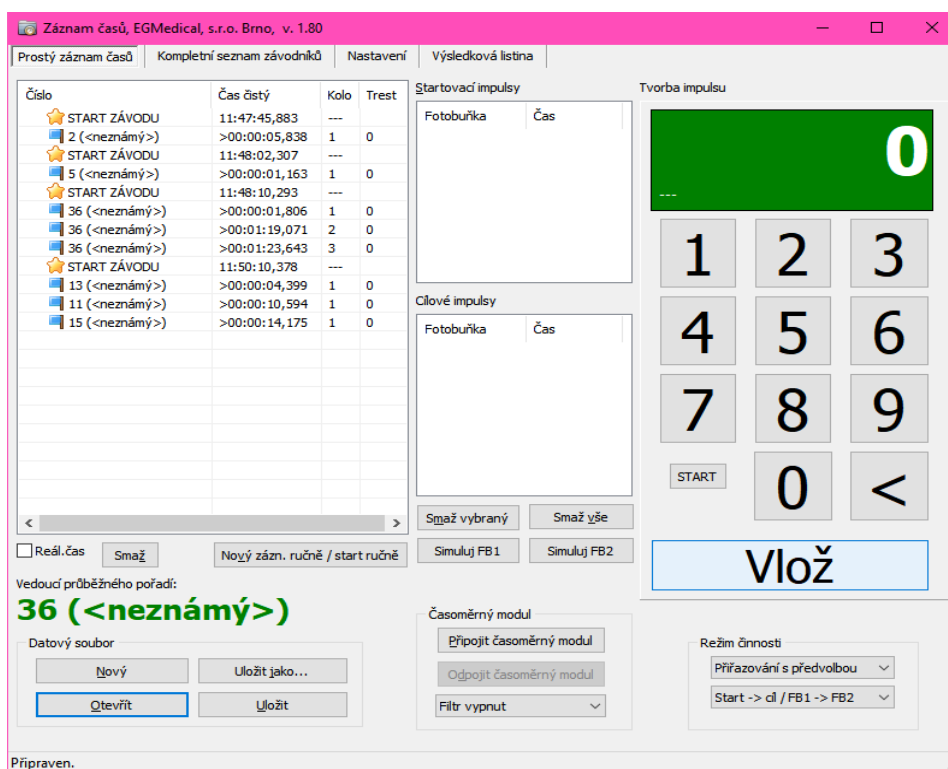 Záznam časů, EGMedical, s.r.o. Brno, v. 1.80
Prostý záznam časů Kompletní seznam závodníků Nastavení Výsledková listina
Číslo Čas čistý Kolo Trest
START ZÁVODU 11:47:45,883 ---
2 (<neznámý>) >00:00:05,838 1 0
START ZÁVODU 11:48:02,307 ---
5 (<neznámý>) >00:00:01,163 1 0
START ZÁVODU 11:48:10,293 ---
36 (<neznámý>) >00:00:01,806 1 0
36 (<neznámý>) >00:01:19,071 2 0
36 (<neznámý>) >00:01:23,643 3 0
START ZÁVODU 11:50:10,378 ---
13 (<neznámý>) >00:00:04,399 1 0
11 (<neznámý>) >00:00:10,594 1 0
15 (<neznámý>) >00:00:14,175 1 0
Reál.čas Smaž Nový zázn. ručně / start ručně
Vedoucí průběžného pořadí:
36 (<neznámý>)
Datový soubor
Nový Uložit jako...
Otevřít Uložit
Startovací impulsy
Fotobuňka Čas
Cílové impulsy
Fotobuňka Čas
Smaž vybraný Smaž vše
Simuluj FB1 Simuluj FB2
Časoměrný modul
Připojit časoměrný modul
Odpojit časoměrný modul
Filtr vypnut
Tvorba impulsu
0
---
1 2 3
4 5 6
7 8 9
START 0 <
Vlož
Režim činnosti
Přiřazování s předvolbou
Start -> cíl / FB1 -> FB2
Připraven.